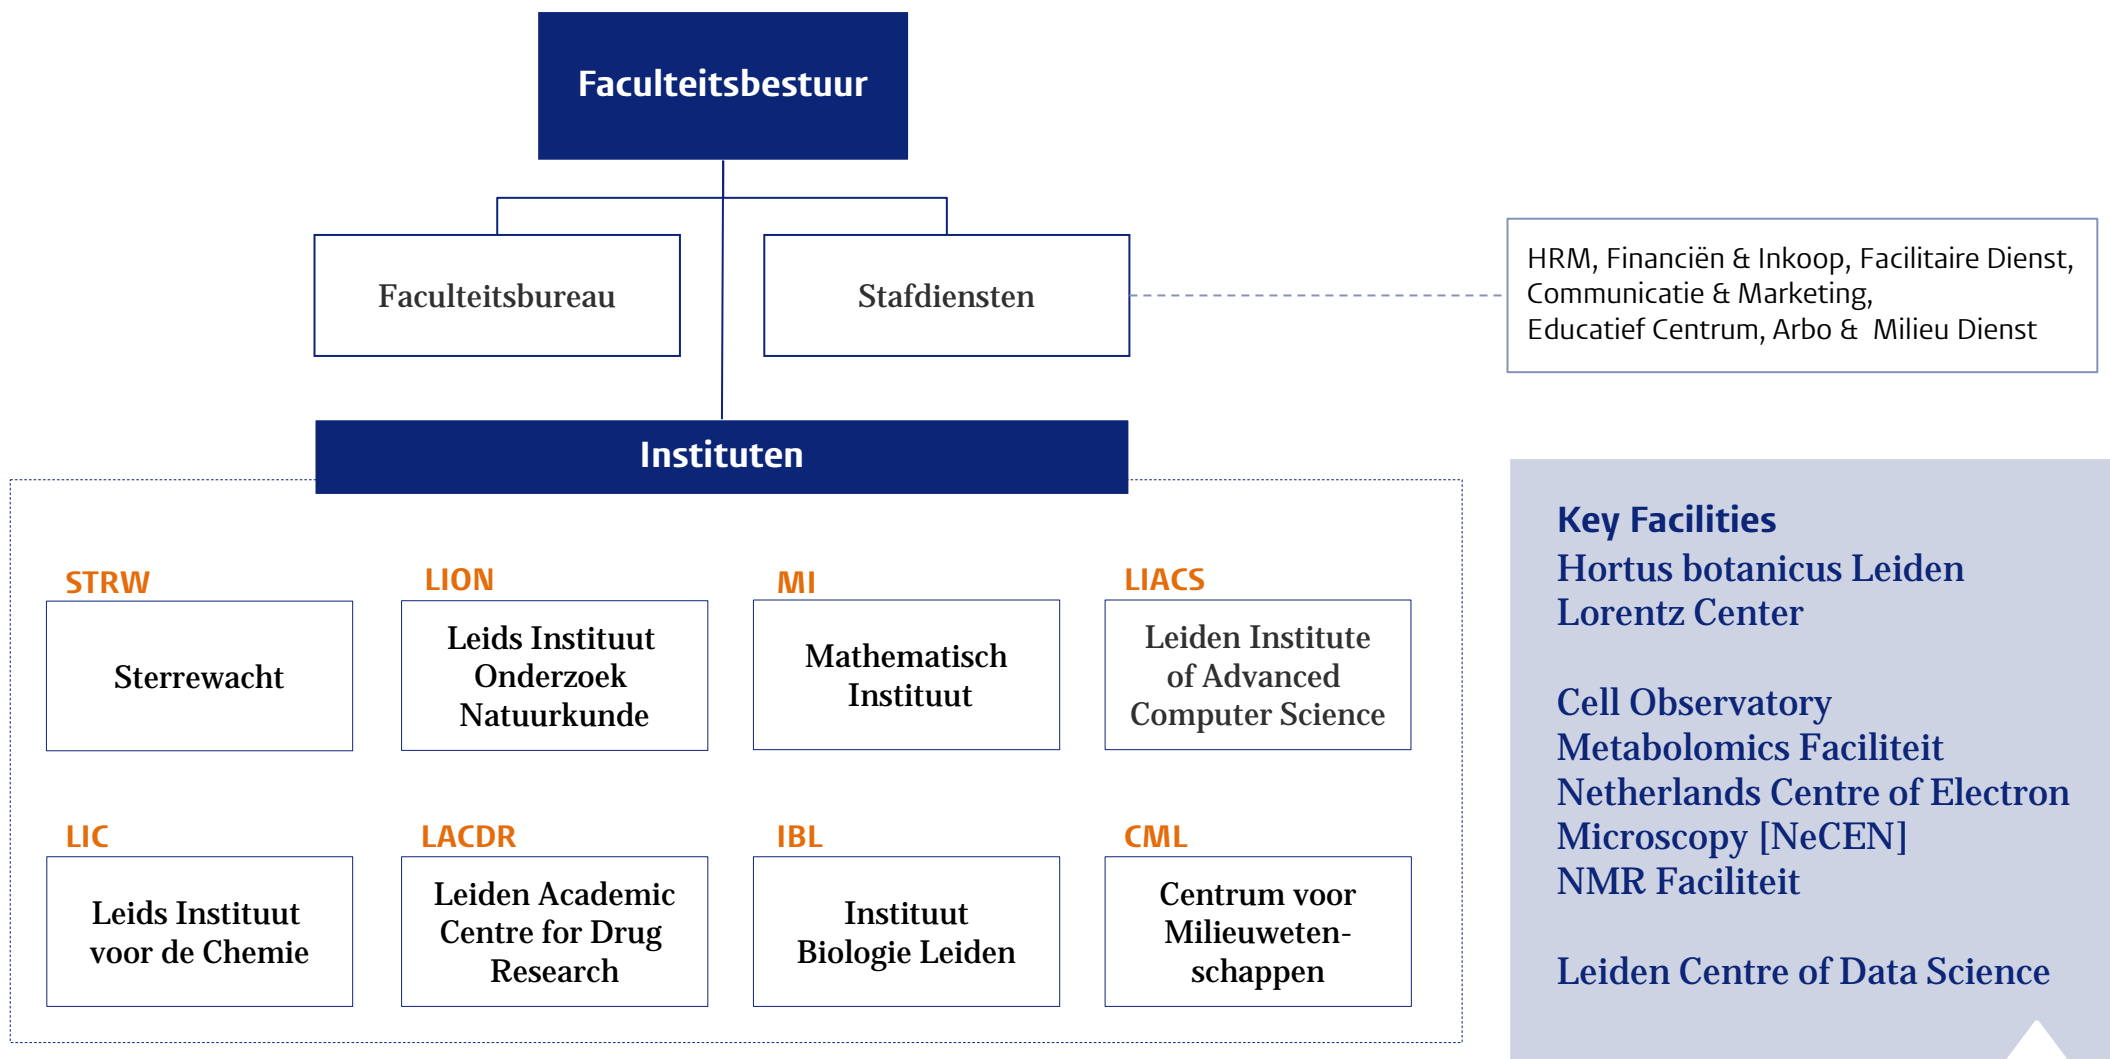 Faculteitsbestuur
Faculteitsbureau
Stafdiensten
HRM, Financiën & Inkoop, Facilitaire Dienst,
Communicatie & Marketing,
Educatief Centrum, Arbo & Milieu Dienst
Instituten
STRW
Sterrewacht
LION
Leids Instituut
Onderzoek
Natuurkunde
MI
Mathematisch
Instituut
LIACS
Leiden Institute
of Advanced
Computer Science
LIC
Leids Instituut
voor de Chemie
LACDR
Leiden Academic
Centre for Drug
Research
IBL
Instituut
Biologie Leiden
CML
Centrum voor
Milieuweten-
schappen
Key Facilities
Hortus botanicus Leiden
Lorentz Center
Cell Observatory
Metabolomics Faciliteit
Netherlands Centre of Electron
Microscopy [NeCEN]
NMR Faciliteit
Leiden Centre of Data Science